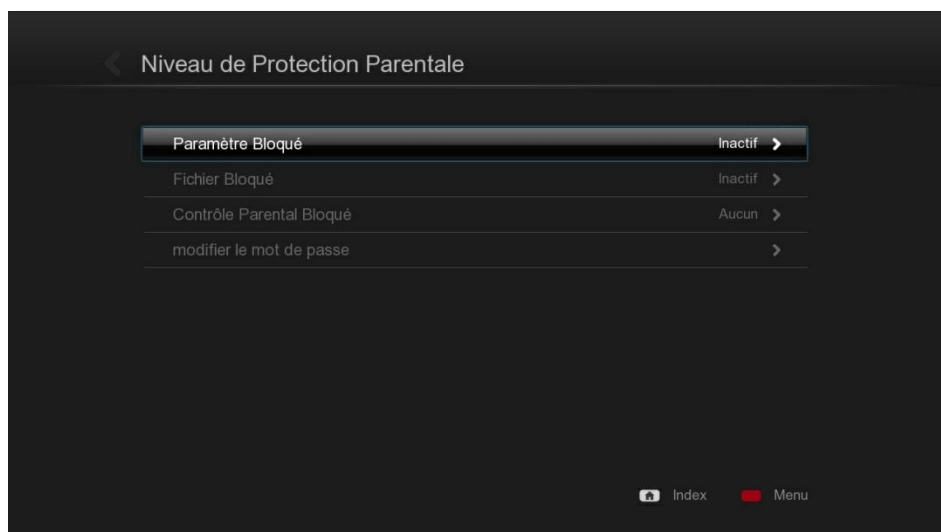 Niveau de Protection Parentale
Paramètre Bloqué Inactif
Fichier Bloqué Inactif
Contrôle Parental Bloqué Aucun
modifier le mot de passe
Index Menu